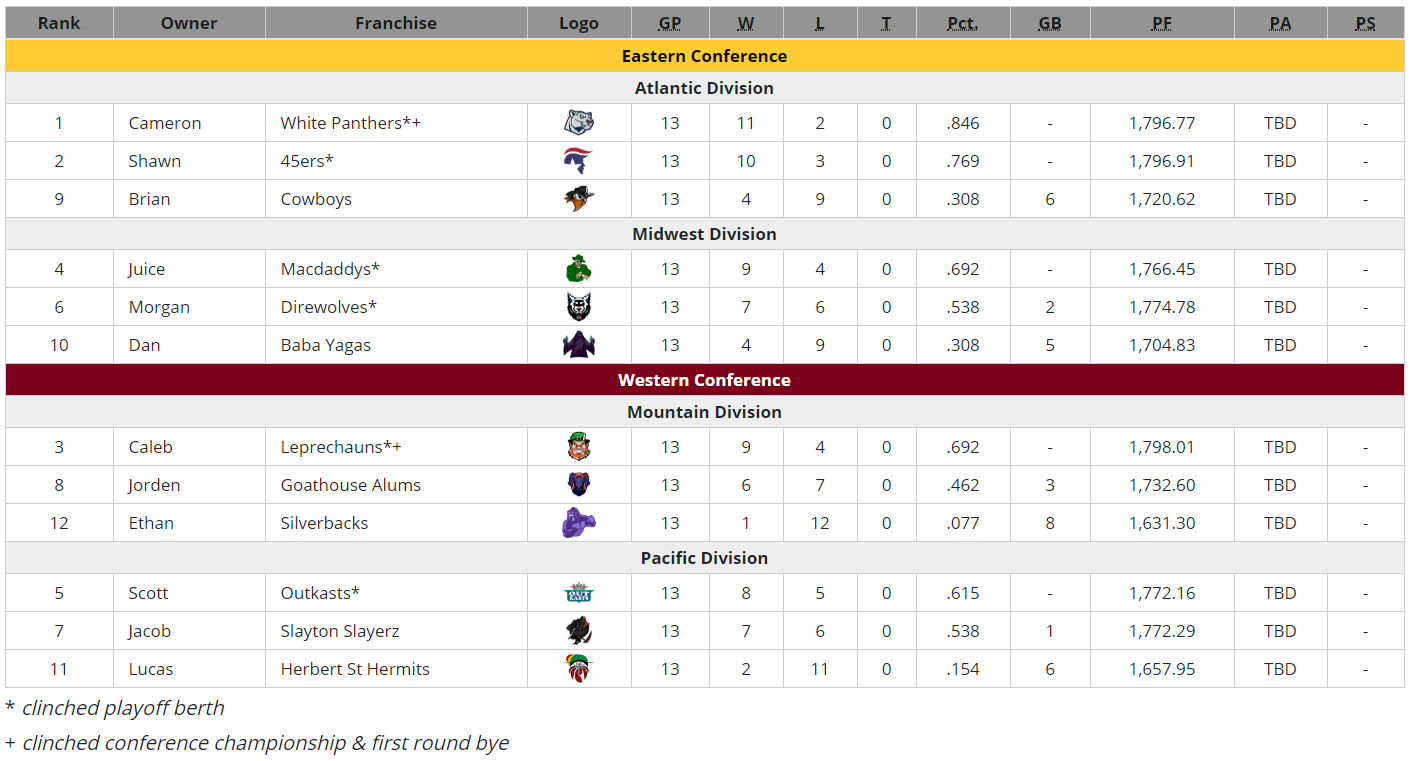 Rank Owner Franchise Logo GP W L T Pct. GB PF PA PS
Eastern Conference
Atlantic Division
1 Cameron White Panthers*+ 13 11 2 0 .846 - 1,796.77 TBD -
2 Shawn 45ers* 13 10 3 0 .769 - 1,796.91 TBD -
9 Brian Cowboys 13 4 9 0 .308 6 1,720.62 TBD -
Midwest Division
4 Juice Macdaddys* 13 9 4 0 .692 - 1,766.45 TBD -
6 Morgan Direwolves* 13 7 6 0 .538 2 1,774.78 TBD -
10 Dan Baba Yagas 13 4 9 0 .308 5 1,704.83 TBD -
Western Conference
Mountain Division
3 Caleb Leprechauns*+ 13 9 4 0 .692 - 1,798.01 TBD -
8 Jorden Goathouse Alums 13 6 7 0 .462 3 1,732.60 TBD -
12 Ethan Silverbacks 13 1 12 0 .077 8 1,631.30 TBD -
Pacific Division
5 Scott Outkasts* OUT KASTS 13 8 5 0 .615 - 1,772.16 TBD -
7 Jacob Slayton Slayerz 13 7 6 0 .538 1 1,772.29 TBD -
11 Lucas Herbert St Hermits 13 2 11 0 .154 6 1,657.95 TBD -
* clinched playoff berth
+ clinched conference championship & first round bye